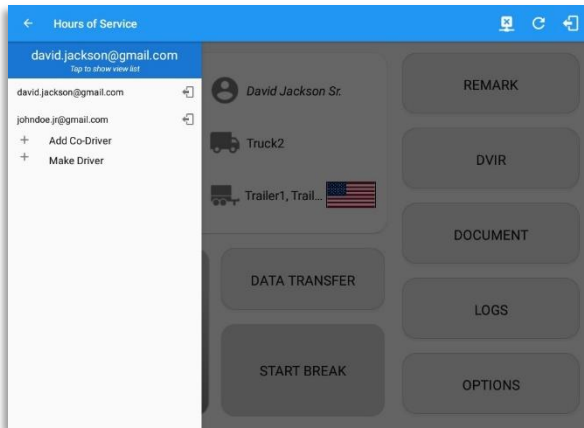 Hours of Service
david.jackson@gmail.com
Tap to show view list
david.jackson@gmail.com
johndoe.jr@gmail.com
+ Add Co-Driver
+ Make Driver
David Jackson Sr.
Truck2
Trailer1, Trail...
DATA TRANSFER
START BREAK
REMARK
DVIR
DOCUMENT
LOGS
OPTIONS